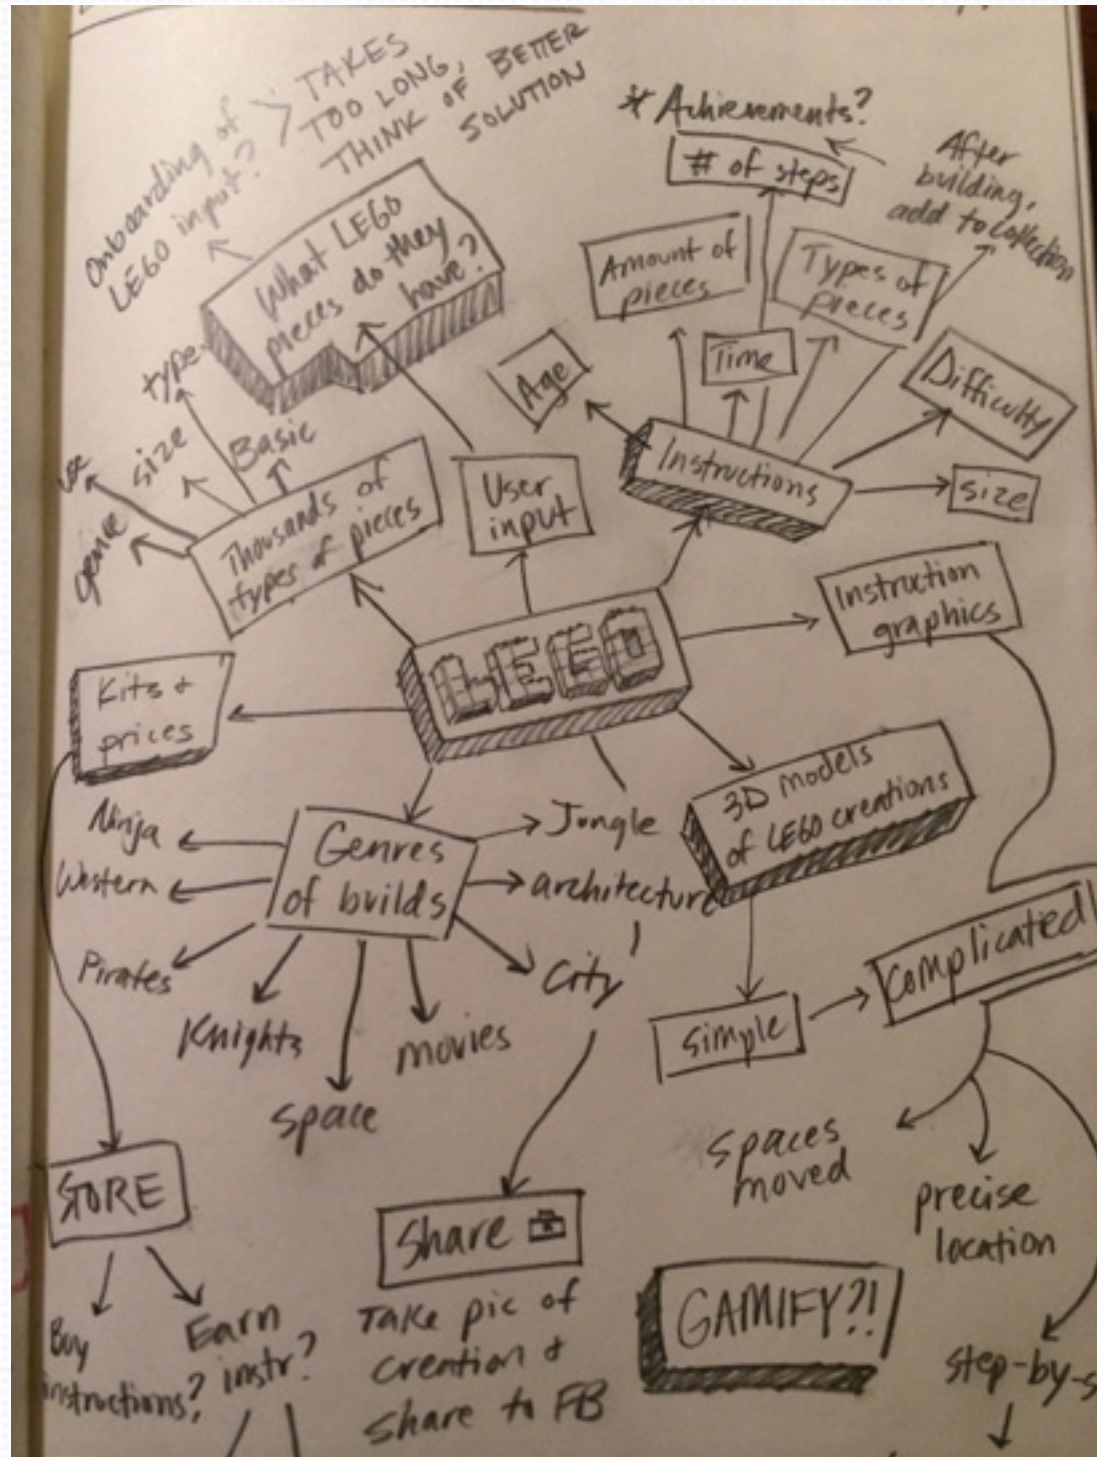 Onboarding of
LEGO input?
> TAKES
TOO LONG,
THINK OF BETTER
SOLUTION
* Achievements?
# of steps
After
building,
add to collection
What LEGO
pieces do they
have?
Amount of
pieces
Types of
pieces
Time
Age
Difficulty
type
size
Basic
use
genre
Thousands of
types of pieces
User
input
Instructions
size
LEGO
Instruction
graphics
Kits +
prices
3D models
of LEGO creations
Genres
of builds
Ninja
Western
Pirates
Knights
Space
movies
City
architecture
Jungle
Simple
Complicated
spaces
moved
precise
location
step-by-s
STORE
Buy
instructions?
Earn
instr?
Share
Take pic of
creation +
share to FB
GAMIFY?!